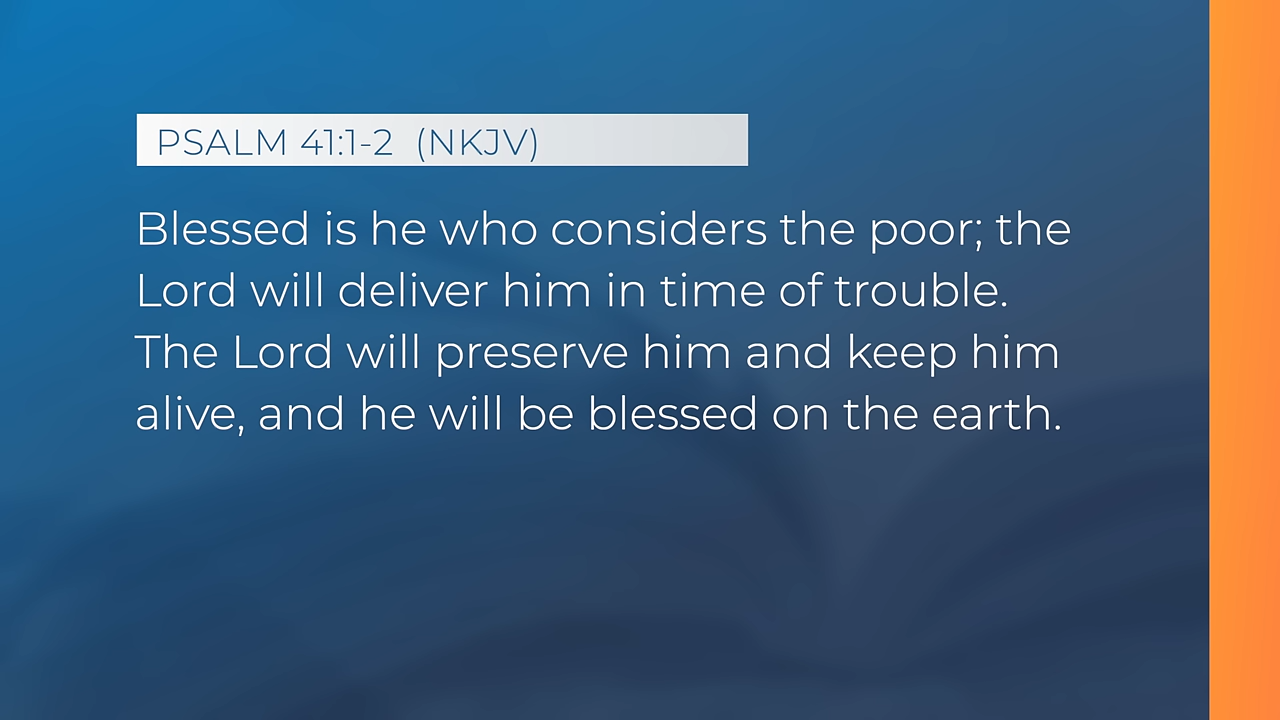 PSALM 41:1-2 (NKJV)
Blessed is he who considers the poor; the
Lord will deliver him in time of trouble.
The Lord will preserve him and keep him
alive, and he will be blessed on the earth.